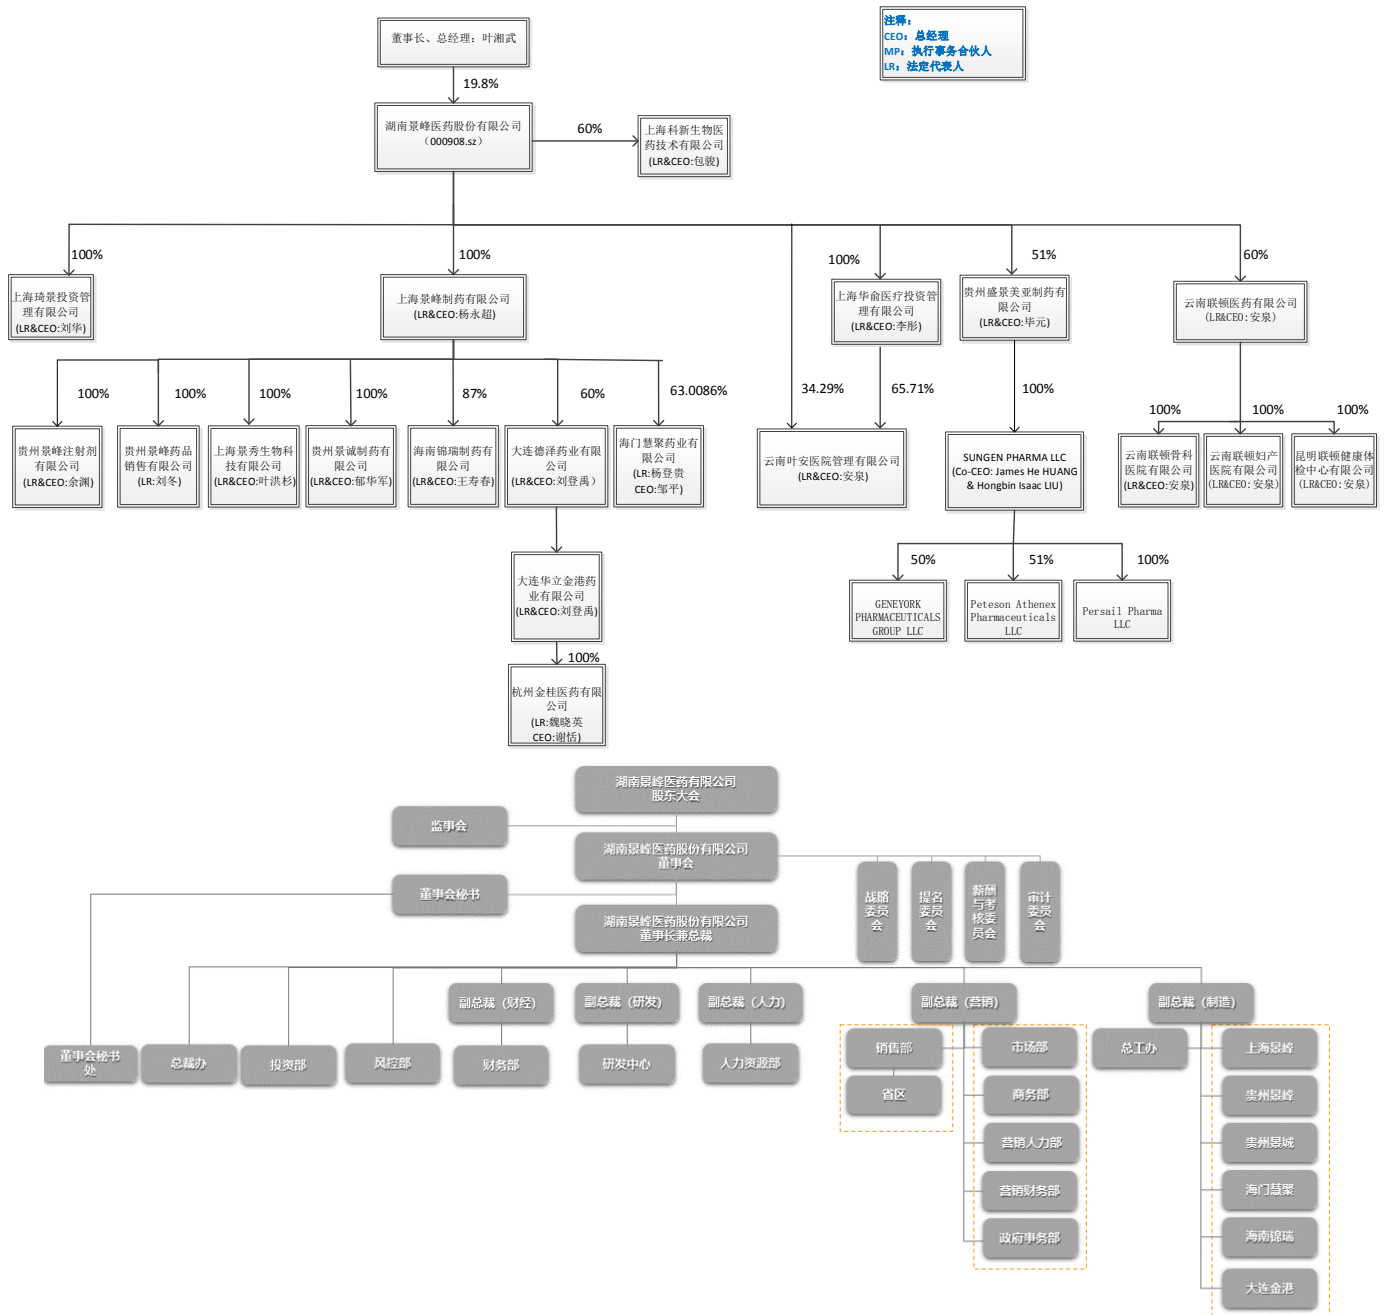 董事长、总经理：叶湘武
注释：
CEO：总经理
MP：执行事务合伙人
LR：法定代表人
19.8%
湖南景峰医药股份有限公司
（000908.sz）
60%
上海科新生物医
药技术有限公司
(LR&CEO:包骏)
100%
100%
100%
51%
60%
上海琦景投资管
理有限公司
(LR&CEO:刘华)
上海景峰制药有限公司
(LR&CEO:杨永超)
上海华俞医疗投资管
理有限公司
(LR&CEO:李彤)
贵州盛景美亚制药有
限公司
(LR&CEO:毕元)
云南联顿医药有限公司
(LR&CEO:安泉)
100%
100%
100%
100%
87%
60%
63.0086%
34.29%
65.71%
100%
100%
100%
100%
贵州景峰注射剂
有限公司
(LR&CEO:余渊)
贵州景峰药品
销售有限公司
(LR:刘冬)
上海景秀生物科
技有限公司
(LR&CEO:叶洪杉)
贵州景诚制药有
限公司
(LR&CEO:郁华军)
海南锦瑞制药有
限公司
(LR&CEO:王寿春)
大连德泽药业有限公
司
(LR&CEO:刘登禹)
海门慧聚药业有
限公司
(LR:杨登贵
CEO:邹平)
云南叶安医院管理有限公司
(LR&CEO:安泉)
SUNGEN PHARMA LLC
(Co-CEO: James He HUANG
& Hongbin Isaac LIU)
云南联顿骨科
医院有限公司
(LR&CEO:安泉)
云南联顿妇产
医院有限公司
(LR&CEO:安泉)
昆明联顿健康体
检中心有限公司
(LR&CEO:安泉)
50%
51%
100%
大连华立金港药
业有限公司
(LR&CEO:刘登禹)
GENEYORK
PHARMACEUTICALS
GROUP LLC
Peteson Athenex
Pharmaceuticals
LLC
Persail Pharma
LLC
100%
杭州金桂医药有限
公司
(LR:魏晓英
CEO:谢恬)
湖南景峰医药有限公司
股东大会
监事会
湖南景峰医药股份有限公司
董事会
董事会秘书
战略
委员
会
提名
委员
会
薪酬
与考
核委
员会
审计
委员
会
湖南景峰医药股份有限公司
董事长兼总裁
副总裁（财经）
副总裁（研发）
副总裁（人力）
副总裁（营销）
副总裁（制造）
董事会秘书
处
总裁办
投资部
风控部
财务部
研发中心
人力资源部
销售部
市场部
总工办
上海景峰
省区
商务部
贵州景峰
营销人力部
贵州景城
营销财务部
海门慧聚
政府事务部
海南锦瑞
大连金港